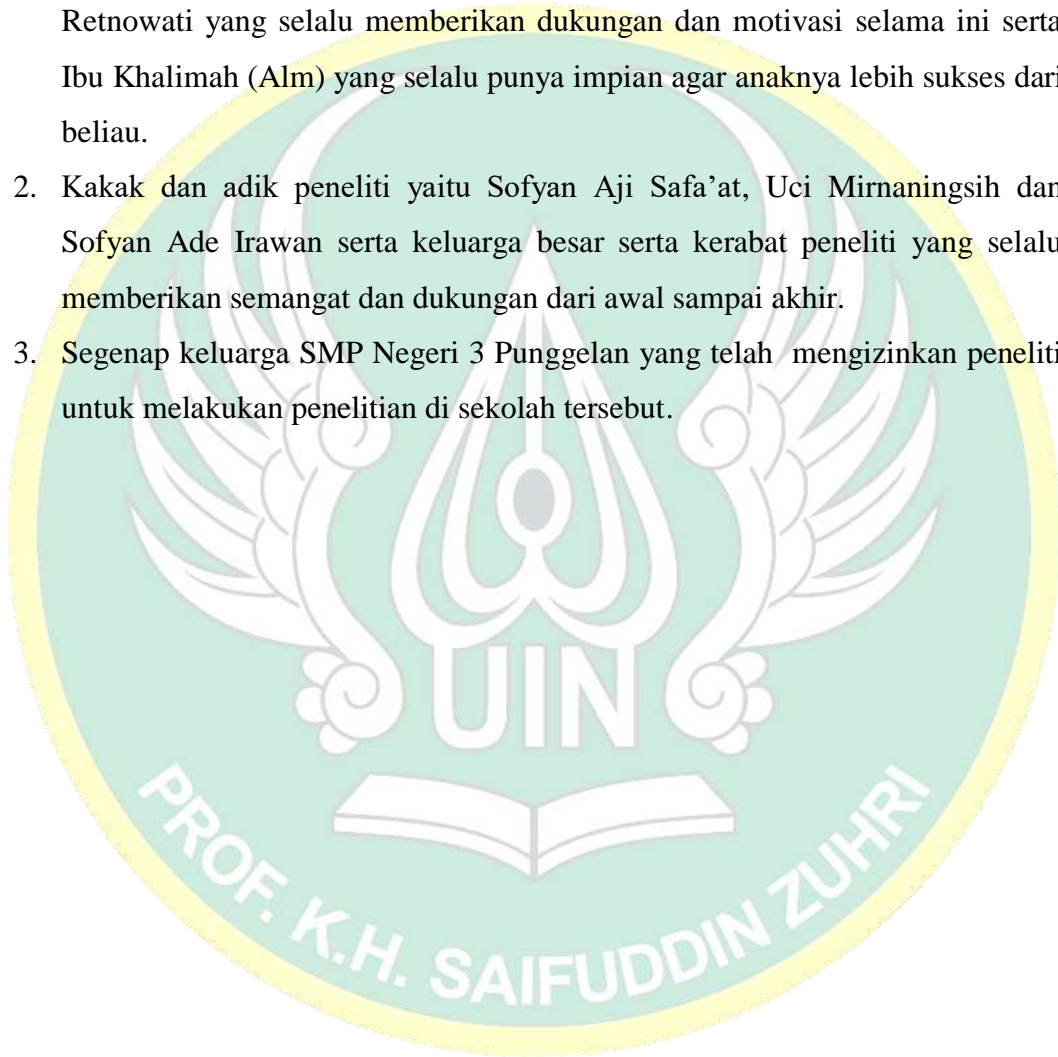 Retnowati yang selalu memberikan dukungan dan motivasi selama ini serta
Ibu Khalimah (Alm) yang selalu punya impian agar anaknya lebih sukses dari
beliau.
2. Kakak dan adik peneliti yaitu Sofyan Aji Safa’at, Uci Mirnaningsih dan
Sofyan Ade Irawan serta keluarga besar serta kerabat peneliti yang selalu
memberikan semangat dan dukungan dari awal sampai akhir.
3. Segenap keluarga SMP Negeri 3 Punggelan yang telah mengizinkan peneliti
untuk melakukan penelitian di sekolah tersebut.
UIN
PROF. K.H. SAIFUDDIN ZUHRI